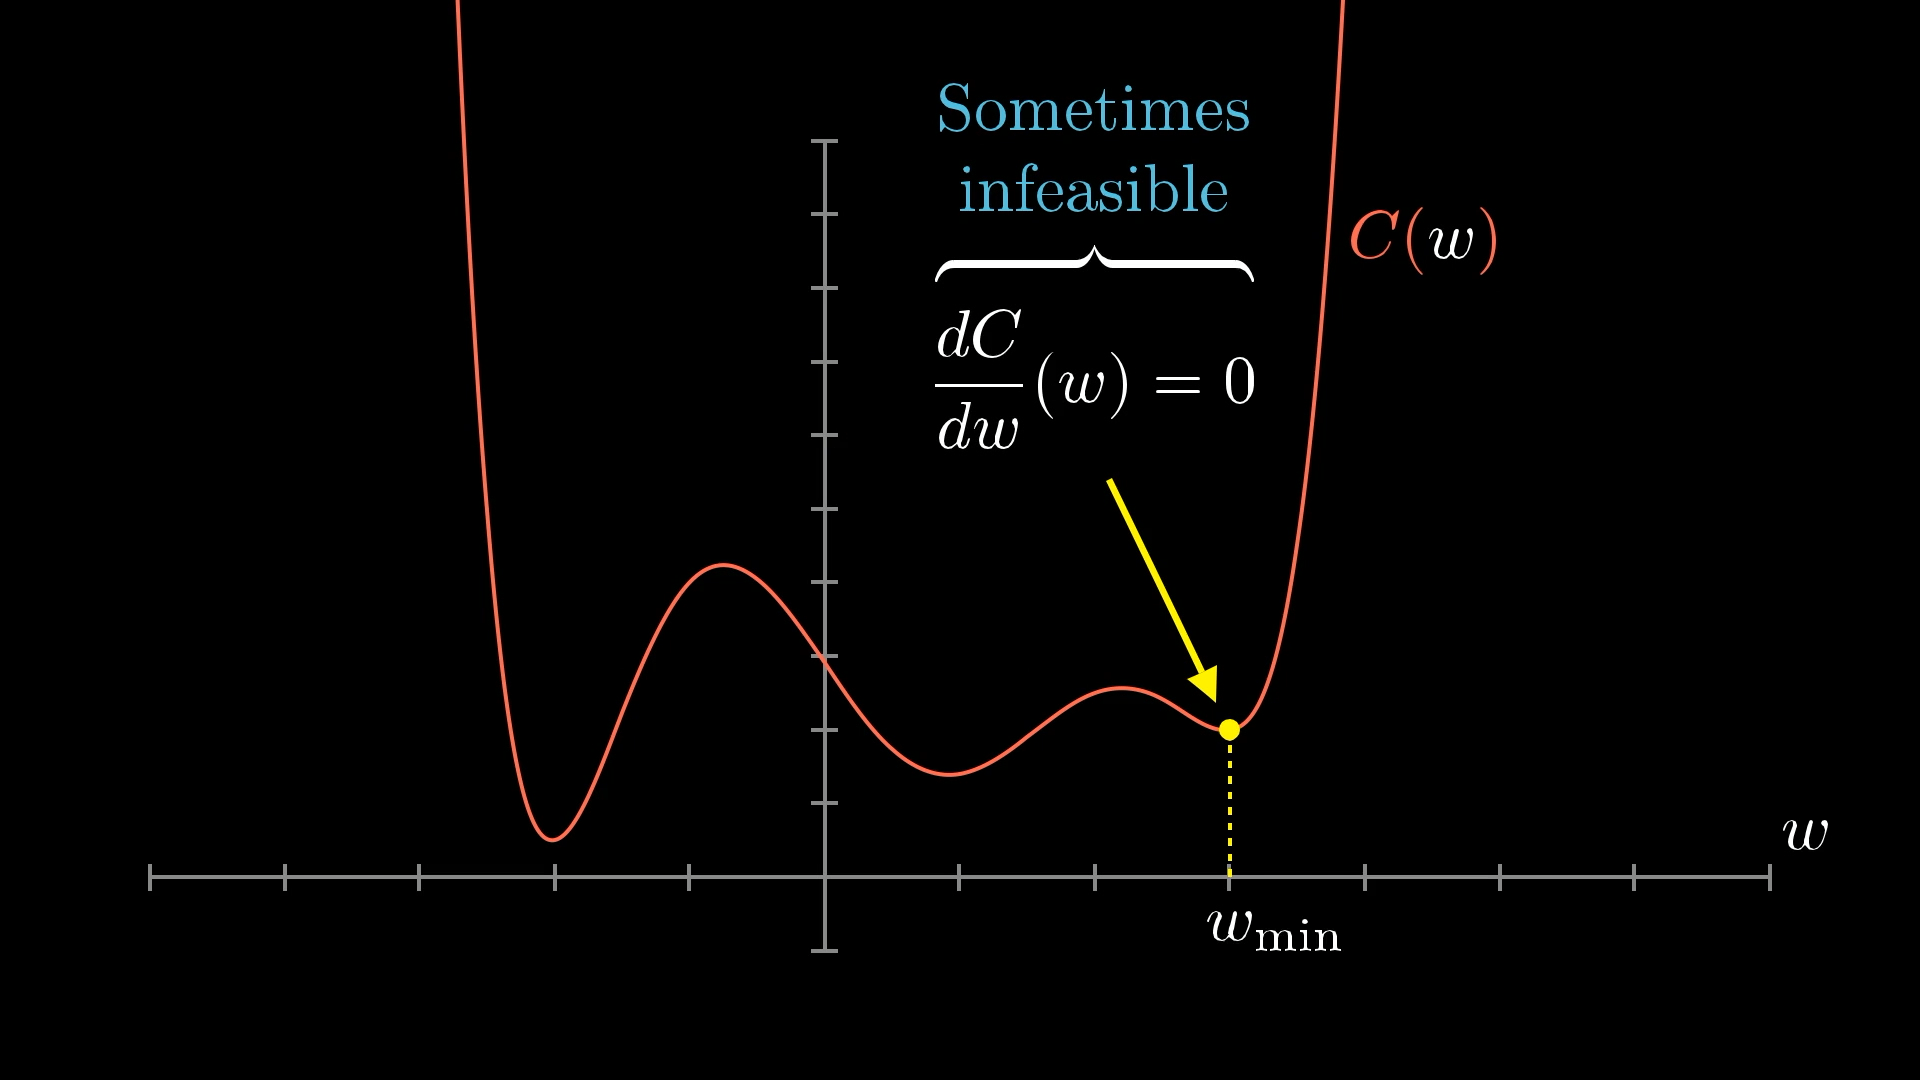 Sometimes
infeasible
C(w)
dC/dw (w) = 0
w
w_min